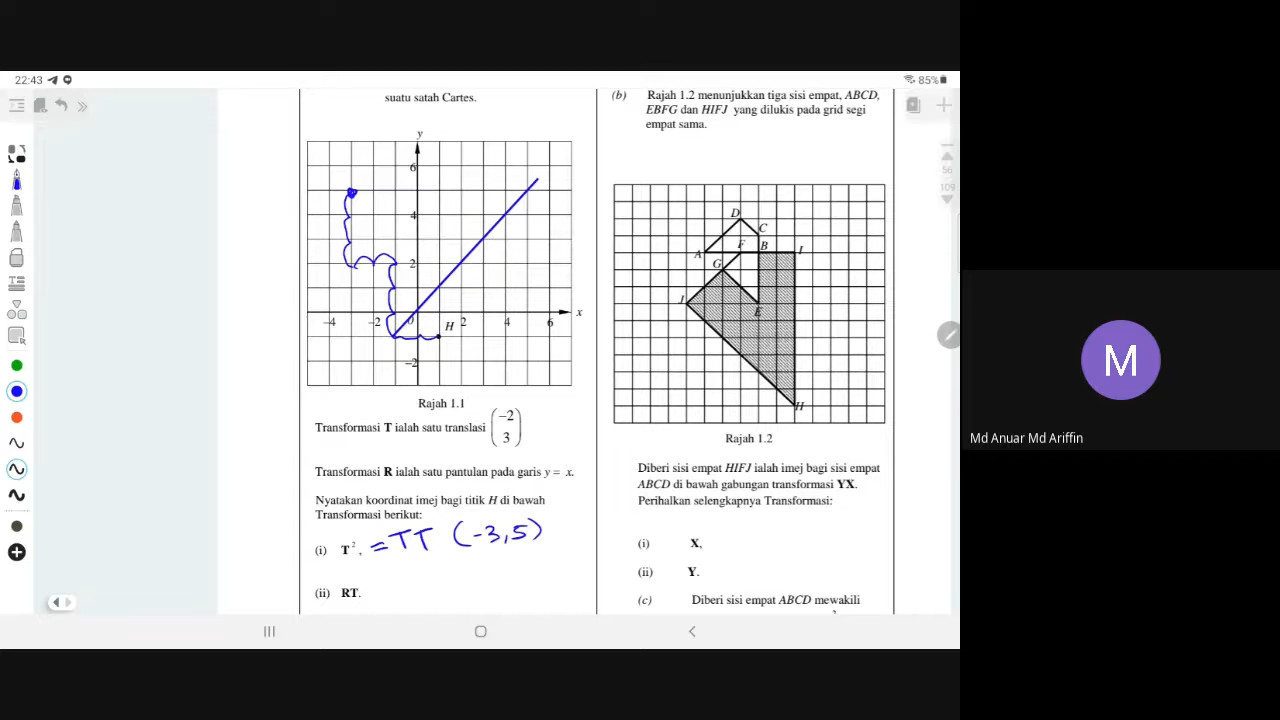 22:43
85%
suatu satah Cartes.
y
6
4
2
-4 -2 0 2 4 6 x
H
-2
Rajah 1.1
Transformasi T ialah satu translasi (-2 3)
Transformasi R ialah satu pantulan pada garis y = x.
Nyatakan koordinat imej bagi titik H di bawah
Transformasi berikut:
(i) T², = TT (-3,5)
(ii) RT.
(b) Rajah 1.2 menunjukkan tiga sisi empat, ABCD,
EBFG dan HIFJ yang dilukis pada grid segi
empat sama.
D
C
F B I
A
G
J
E
H
Rajah 1.2
Diberi sisi empat HIFJ ialah imej bagi sisi empat
ABCD di bawah gabungan transformasi YX.
Perihalkan selengkapnya Transformasi:
(i) X,
(ii) Y.
(c) Diberi sisi empat ABCD mewakili
56
109
M
Md Anuar Md Ariffin